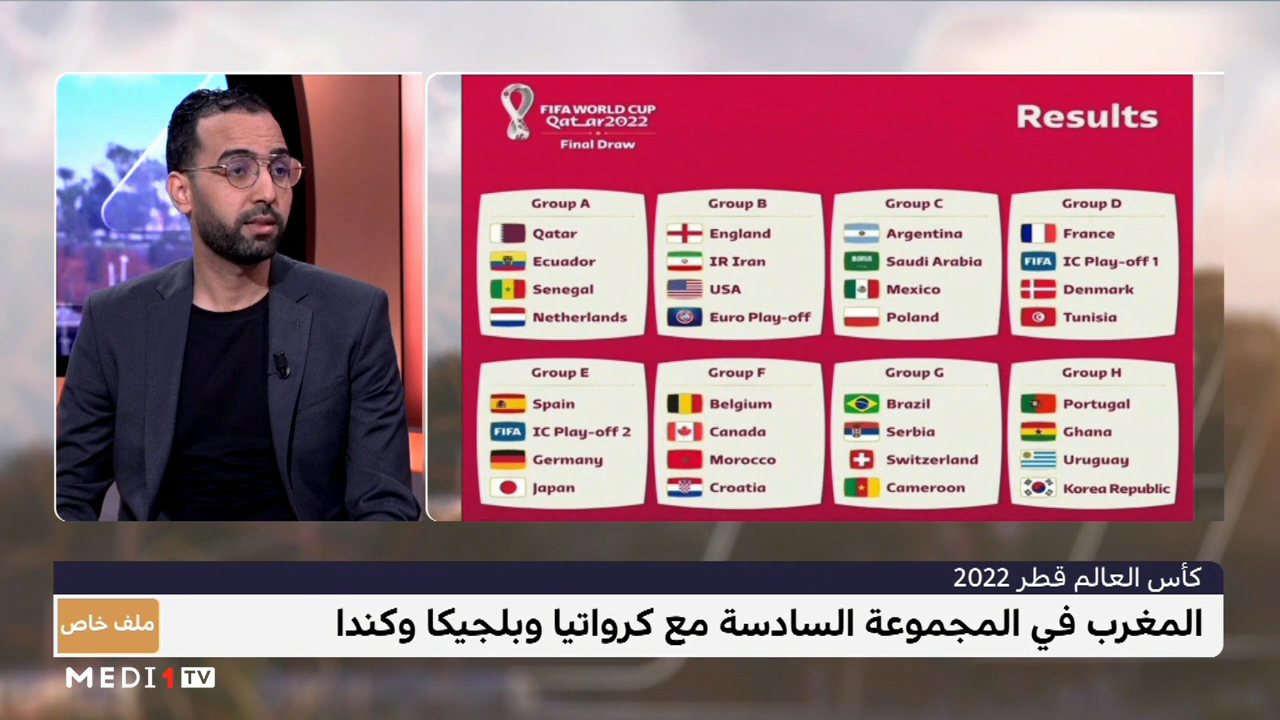 FIFA WORLD CUP
Qatar2022
Final Draw
Results
Group A
Qatar
Ecuador
Senegal
Netherlands
Group B
England
IR Iran
USA
Euro Play-off
Group C
Argentina
Saudi Arabia
Mexico
Poland
Group D
France
FIFA IC Play-off 1
Denmark
Tunisia
Group E
Spain
FIFA IC Play-off 2
Germany
Japan
Group F
Belgium
Canada
Morocco
Croatia
Group G
Brazil
Serbia
Switzerland
Cameroon
Group H
Portugal
Ghana
Uruguay
Korea Republic
كأس العالم قطر 2022
المغرب في المجموعة السادسة مع كرواتيا وبلجيكا وكندا
ملف خاص
MEDI1TV